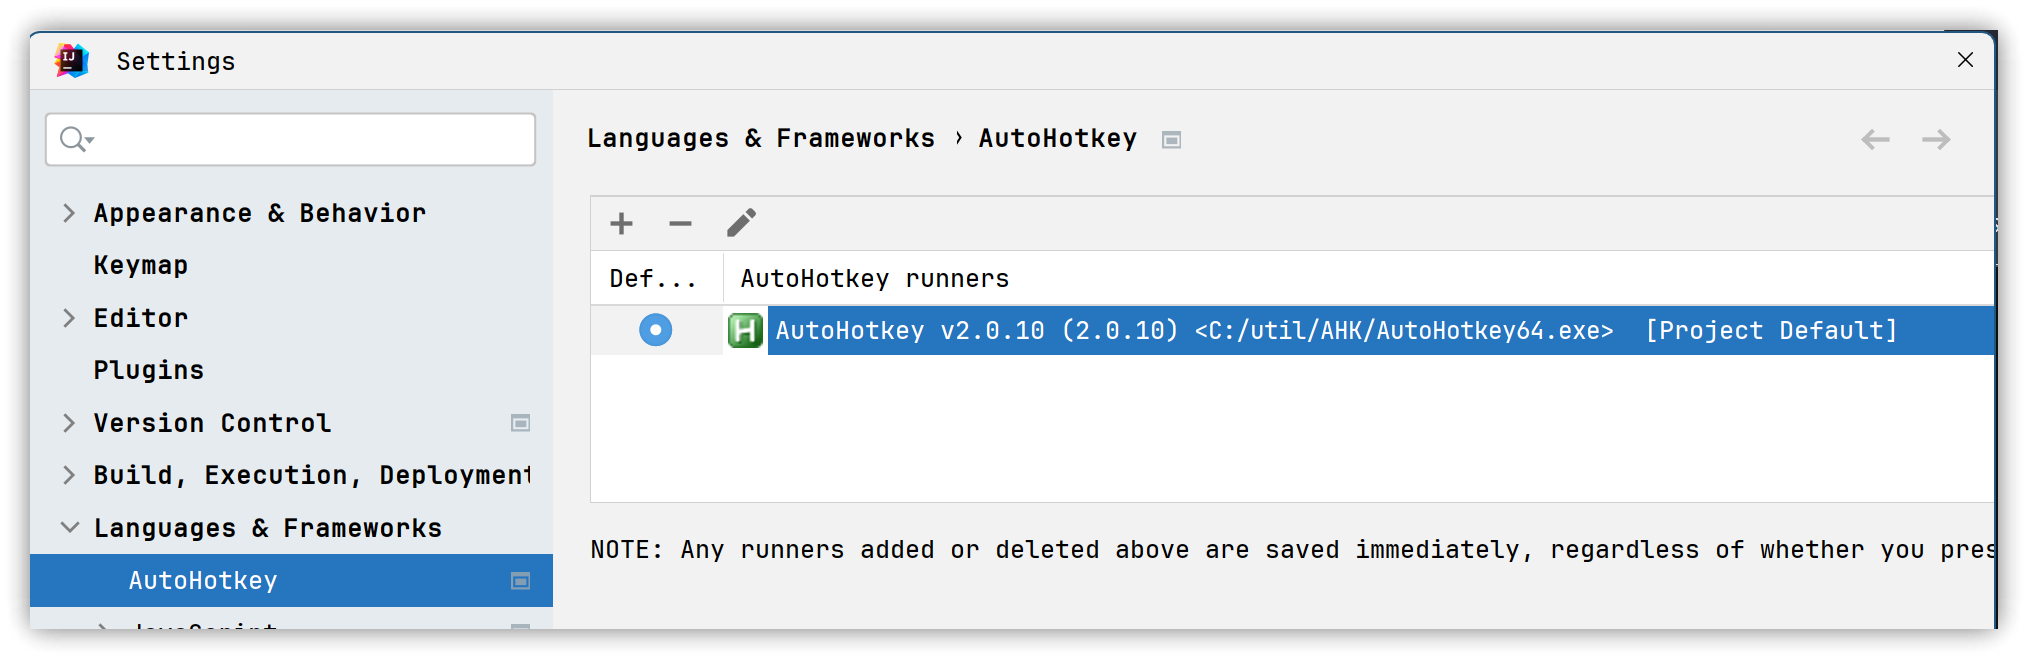 IJ
Settings
Languages & Frameworks › AutoHotkey
Appearance & Behavior
Keymap
Editor
Plugins
Version Control
Build, Execution, Deployment
Languages & Frameworks
AutoHotkey
JavaScript
Def... AutoHotkey runners
H AutoHotkey v2.0.10 (2.0.10) <C:/util/AHK/AutoHotkey64.exe> [Project Default]
NOTE: Any runners added or deleted above are saved immediately, regardless of whether you pres